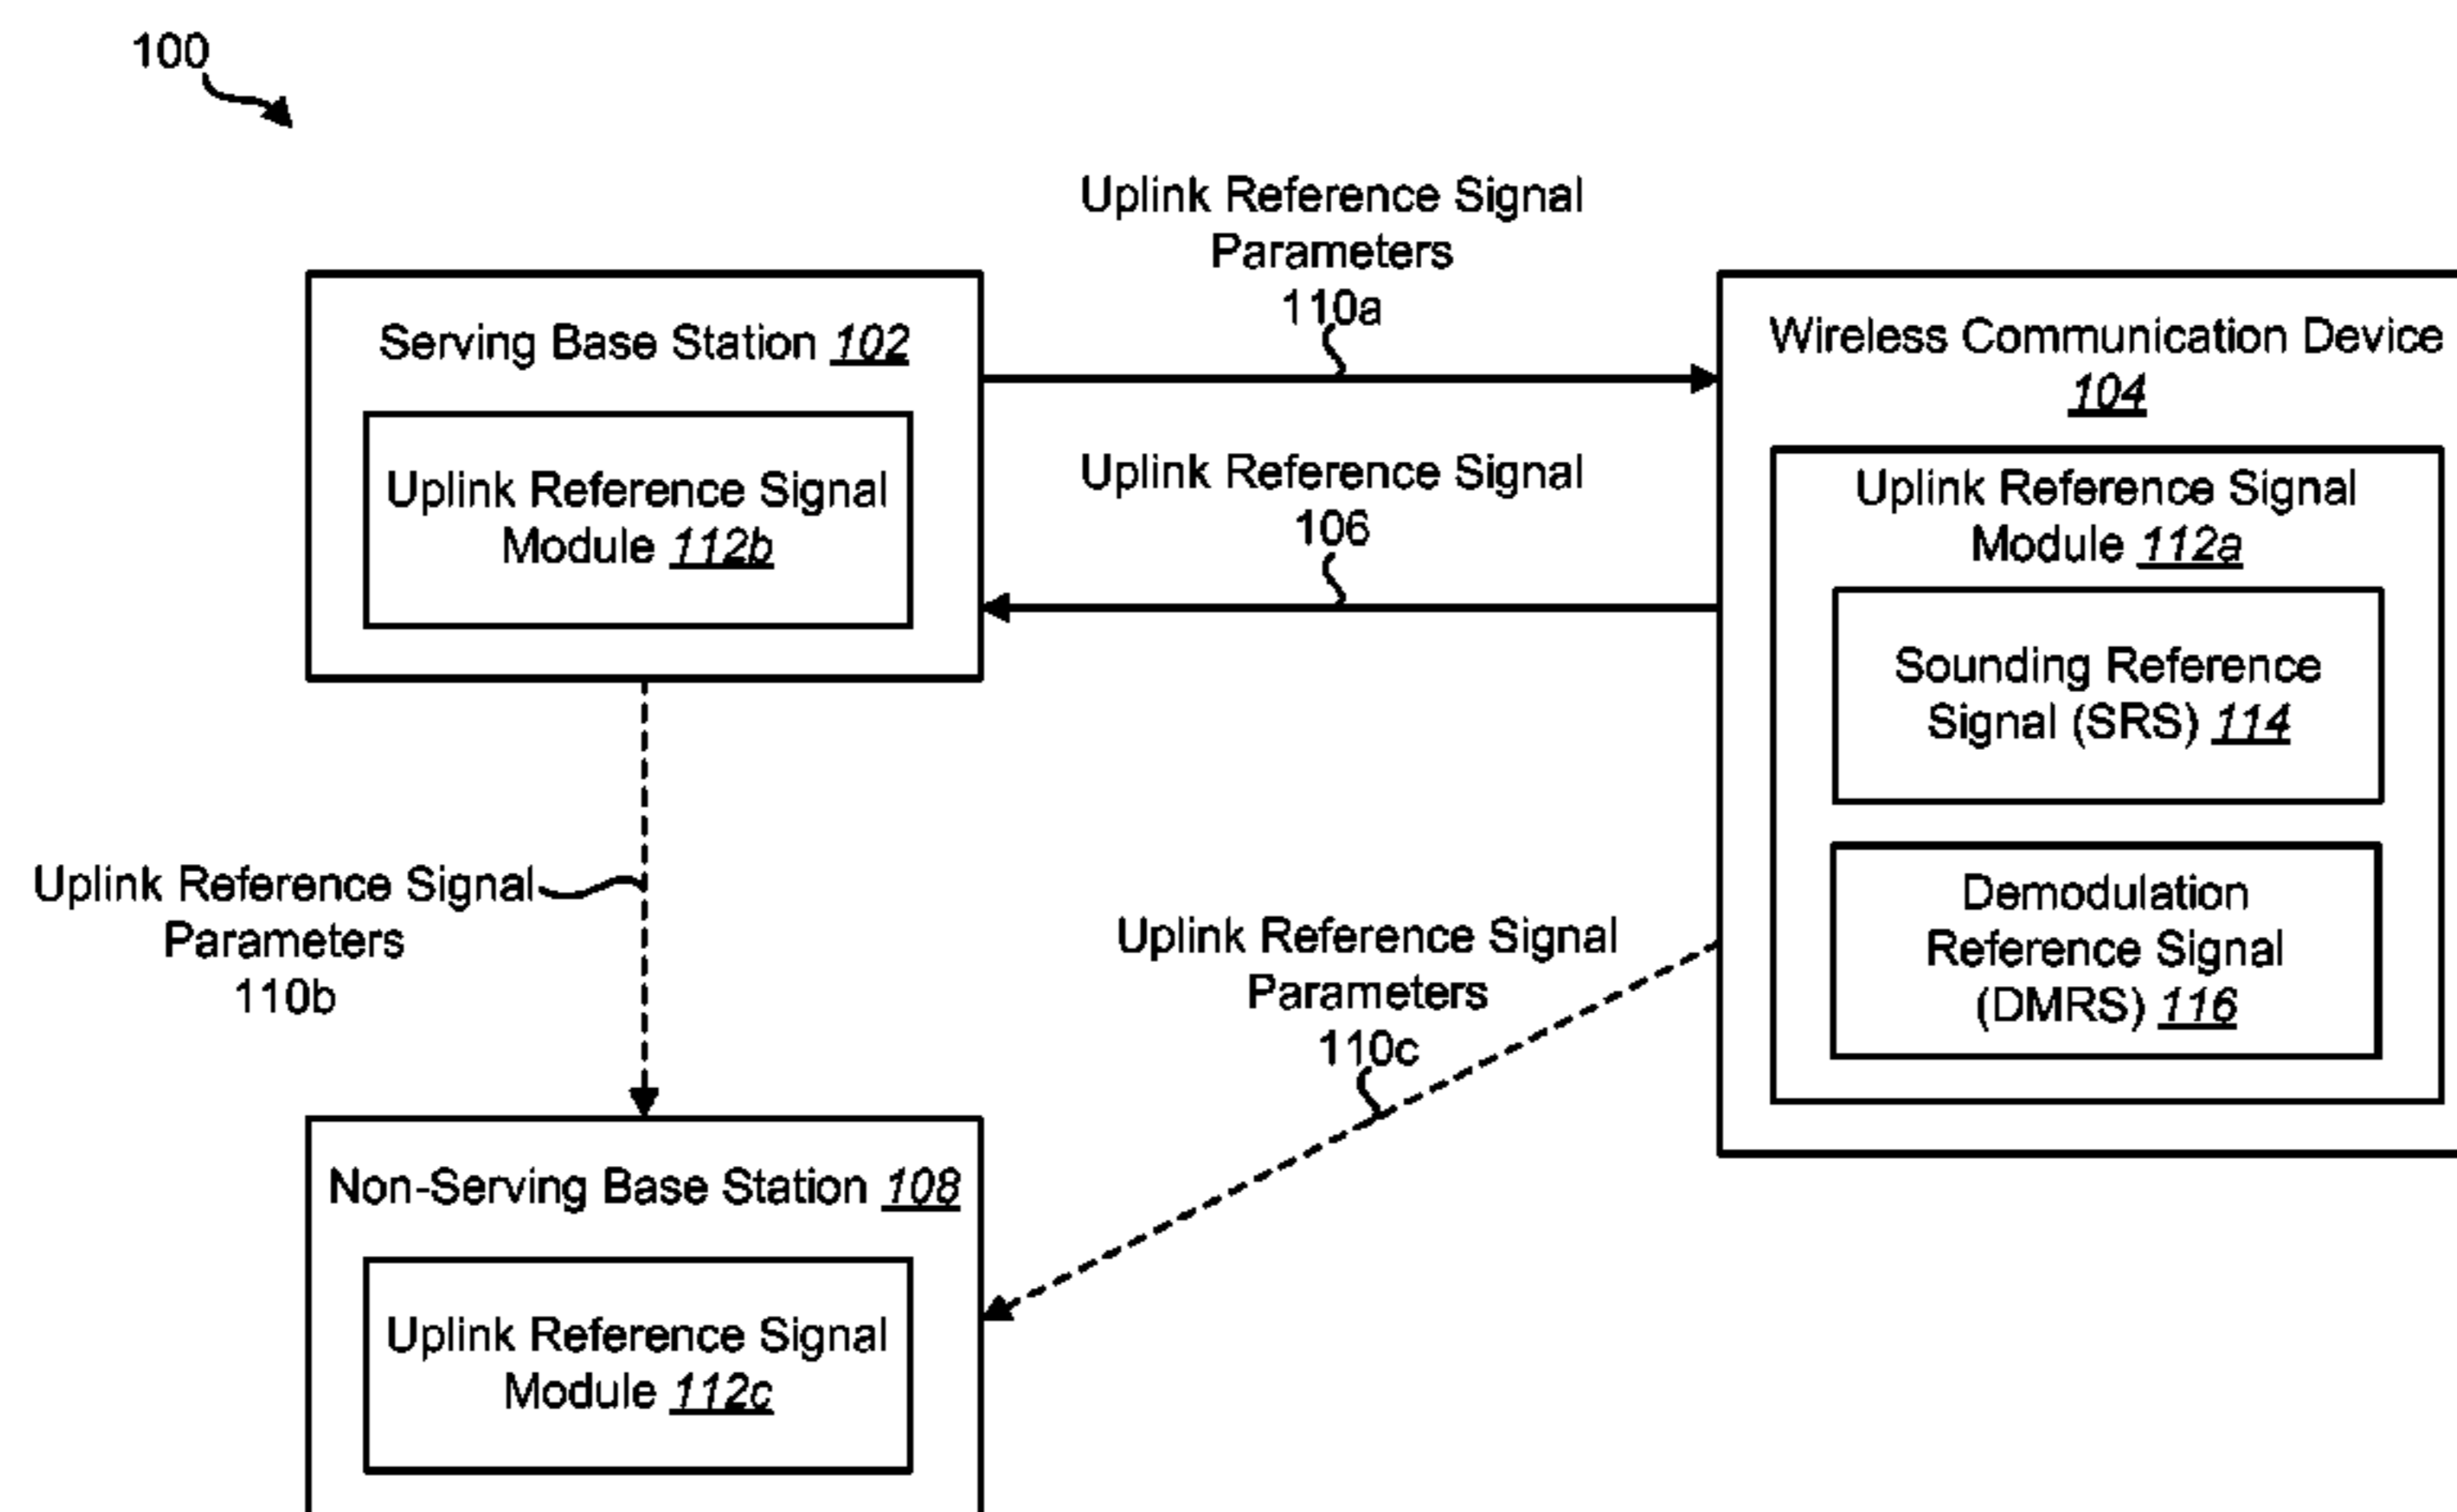 100
Uplink Reference Signal
Parameters
110a
Serving Base Station 102
Uplink Reference Signal
Module 112b
Uplink Reference Signal
106
Wireless Communication Device
104
Uplink Reference Signal
Module 112a
Sounding Reference
Signal (SRS) 114
Demodulation
Reference Signal
(DMRS) 116
Uplink Reference Signal
Parameters
110b
Uplink Reference Signal
Parameters
110c
Non-Serving Base Station 108
Uplink Reference Signal
Module 112c